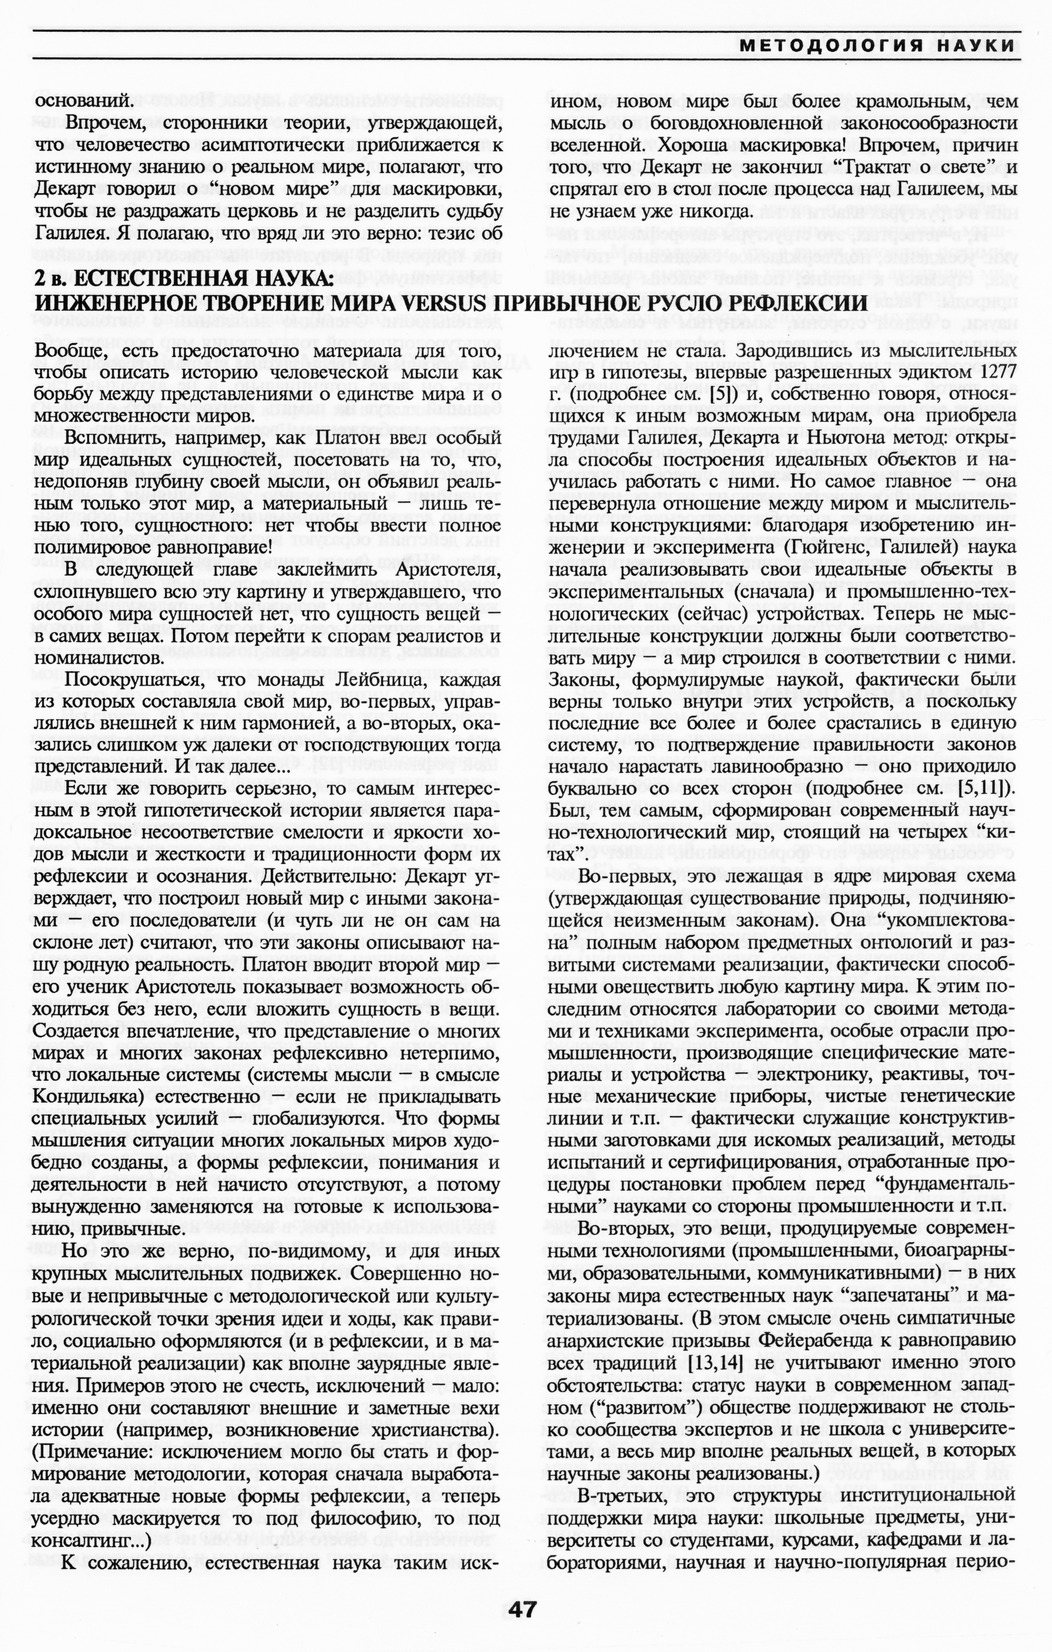 МЕТОДОЛОГИЯ НАУКИ
оснований.
Впрочем, сторонники теории, утверждающей,
что человечество асимптотически приближается к
истинному знанию о реальном мире, полагают, что
Декарт говорил о “новом мире” для маскировки,
чтобы не раздражать церковь и не разделить судьбу
Галилея. Я полагаю, что вряд ли это верно: тезис об
ином, новом мире был более крамольным, чем
мысль о боговдохновленной законосообразности
вселенной. Хороша маскировка! Впрочем, причин
того, что Декарт не закончил “Трактат о свете” и
спрятал его в стол после процесса над Галилеем, мы
не узнаем уже никогда.
2 в. ЕСТЕСТВЕННАЯ НАУКА:
ИНЖЕНЕРНОЕ ТВОРЕНИЕ МИРА VERSUS ПРИВЫЧНОЕ РУСЛО РЕФЛЕКСИИ
Вообще, есть предостаточно материала для того,
чтобы описать историю человеческой мысли как
борьбу между представлениями о единстве мира и о
множественности миров.
Вспомнить, например, как Платон ввел особый
мир идеальных сущностей, посетовать на то, что,
недопоняв глубину своей мысли, он объявил реаль-
ным только этот мир, а материальный — лишь те-
нью того, сущностного: нет чтобы ввести полное
полимировое равноправие!
В следующей главе заклеймить Аристотеля,
схлопнувшего всю эту картину и утверждавшего, что
особого мира сущностей нет, что сущность вещей —
в самих вещах. Потом перейти к спорам реалистов и
номиналистов.
Посокрушаться, что монады Лейбница, каждая
из которых составляла свой мир, во-первых, управ-
лялись внешней к ним гармонией, а во-вторых, ока-
зались слишком уж далеки от господствующих тогда
представлений. И так далее...
Если же говорить серьезно, то самым интерес-
ным в этой гипотетической истории является пара-
доксальное несоответствие смелости и яркости хо-
дов мысли и жесткости и традиционности форм их
рефлексии и осознания. Действительно: Декарт ут-
верждает, что построил новый мир с иными закона-
ми — его последователи (и чуть ли не он сам на
склоне лет) считают, что эти законы описывают на-
шу родную реальность. Платон вводит второй мир —
его ученик Аристотель показывает возможность об-
ходиться без него, если вложить сущность в вещи.
Создается впечатление, что представление о многих
мирах и многих законах рефлексивно нетерпимо,
что локальные системы (системы мысли — в смысле
Кондильяка) естественно — если не прикладывать
специальных усилий — глобализуются. Что формы
мышления ситуации многих локальных миров худо-
бедно созданы, а формы рефлексии, понимания и
деятельности в ней начисто отсутствуют, а потому
вынужденно заменяются на готовые к использова-
нию, привычные.
Но это же верно, по-видимому, и для иных
крупных мыслительных подвижек. Совершенно но-
вые и непривычные с методологической или культу-
рологической точки зрения идеи и ходы, как прави-
ло, социально оформляются (и в рефлексии, и в ма-
териальной реализации) как вполне заурядные явле-
ния. Примеров этого не счесть, исключений — мало:
именно они составляют внешние и заметные вехи
истории (например, возникновение христианства).
(Примечание: исключением могло бы стать и фор-
мирование методологии, которая сначала выработа-
ла адекватные новые формы рефлексии, а теперь
усердно маскируется то под философию, то под
консалтинг...)
К сожалению, естественная наука таким иск-
лючением не стала. Зародившись из мыслительных
игр в гипотезы, впервые разрешенных эдиктом 1277
г. (подробнее см. [5]) и, собственно говоря, относя-
щихся к иным возможным мирам, она приобрела
трудами Галилея, Декарта и Ньютона метод: откры-
ла способы построения идеальных объектов и на-
училась работать с ними. Но самое главное — она
перевернула отношение между миром и мыслитель-
ными конструкциями: благодаря изобретению ин-
женерии и эксперимента (Гюйгенс, Галилей) наука
начала реализовывать свои идеальные объекты в
экспериментальных (сначала) и промышленно-тех-
нологических (сейчас) устройствах. Теперь не мыс-
лительные конструкции должны были соответство-
вать миру — а мир строился в соответствии с ними.
Законы, формулирумые наукой, фактически были
верны только внутри этих устройств, а поскольку
последние все более и более срастались в единую
систему, то подтверждение правильности законов
начало нарастать лавинообразно — оно приходило
буквально со всех сторон (подробнее см. [5,11]).
Был, тем самым, сформирован современный науч-
но-технологический мир, стоящий на четырех “ки-
тах”.
Во-первых, это лежащая в ядре мировая схема
(утверждающая существование природы, подчиняю-
щейся неизменным законам). Она “укомплектова-
на” полным набором предметных онтологий и раз-
витыми системами реализации, фактически способ-
ными овеществить любую картину мира. К этим по-
следним относятся лаборатории со своими метода-
ми и техниками эксперимента, особые отрасли про-
мышленности, производящие специфические мате-
риалы и устройства — электронику, реактивы, точ-
ные механические приборы, чистые генетические
линии и т.п. — фактически служащие конструктив-
ными заготовками для искомых реализаций, методы
испытаний и сертифицирования, отработанные про-
цедуры постановки проблем перед “фундаменталь-
ными” науками со стороны промышленности и т.п.
Во-вторых, это вещи, продуцируемые современ-
ными технологиями (промышленными, биоаграрны-
ми, образовательными, коммуникативными) — в них
законы мира естественных наук “запечатаны” и ма-
териализованы. (В этом смысле очень симпатичные
анархистские призывы Фейерабенда к равноправию
всех традиций [13,14] не учитывают именно этого
обстоятельства: статус науки в современном запад-
ном (“развитом”) обществе поддерживают не столь-
ко сообщества экспертов и не школа с университе-
тами, а весь мир вполне реальных вещей, в которых
научные законы реализованы.)
В-третьих, это структуры институциональной
поддержки мира науки: школьные предметы, уни-
верситеты со студентами, курсами, кафедрами и ла-
бораториями, научная и научно-популярная перио-
47